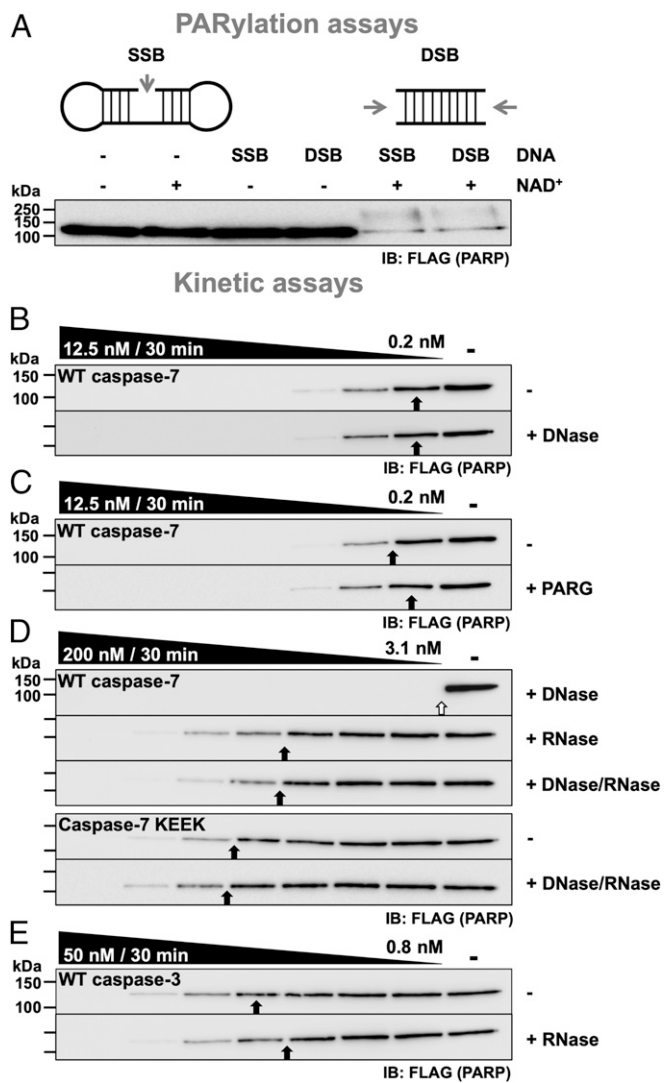 A
PARylation assays
SSB
DSB
- - SSB DSB SSB DSB DNA
- + - - + + NAD+
kDa
250
150
100
IB: FLAG (PARP)
Kinetic assays
B
12.5 nM / 30 min 0.2 nM -
kDa
WT caspase-7
150
100
-
+ DNase
IB: FLAG (PARP)
C
12.5 nM / 30 min 0.2 nM -
kDa
WT caspase-7
150
100
-
+ PARG
IB: FLAG (PARP)
D
200 nM / 30 min 3.1 nM -
kDa
WT caspase-7
150
100
+ DNase
+ RNase
+ DNase/RNase
Caspase-7 KEEK
-
+ DNase/RNase
IB: FLAG (PARP)
E
50 nM / 30 min 0.8 nM -
kDa
WT caspase-3
150
100
-
+ RNase
IB: FLAG (PARP)